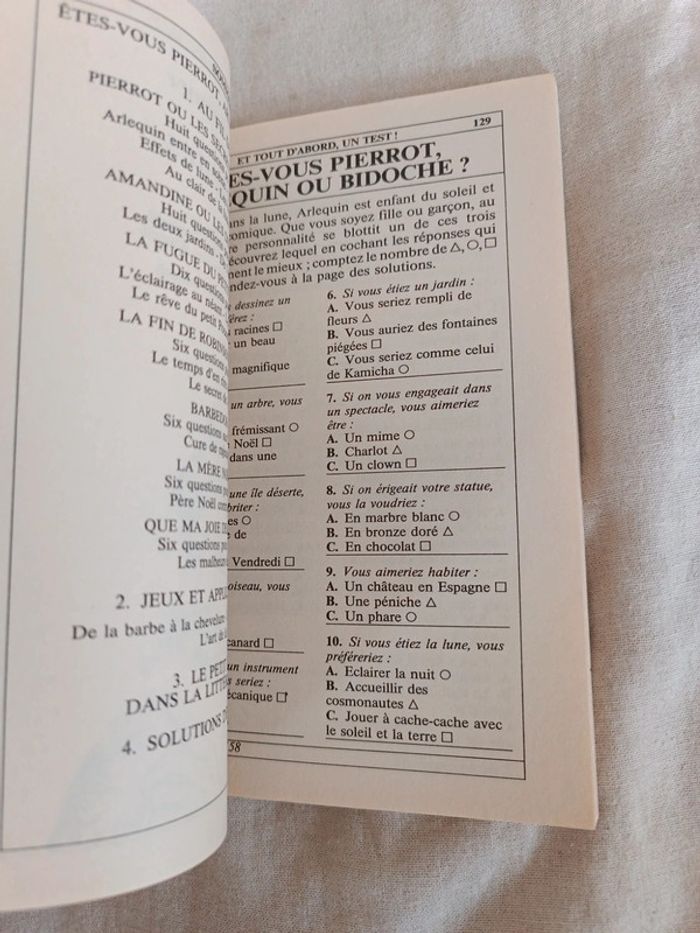 ÊTES-VOUS PIERROT,
1. AU
PIERROT OU LES
Huit questions
Arlequin entre en
Effets de lune - 
Au clair de la
AMANDINE OU LES
Huit questions
Les deux jardins -
LA FUGUE DU
Dix questions
L'éclairage au néant
Le rêve du petit
LA FIN DE
Six questions
Le temps d'en
Le secret
Six questions
Cure de
LA MÈRE
Six questions
Père Noël
QUE MA JOIE
Six questions
Les malheurs
2. JEUX ET
De la barbe à la chevelure
L'art
3. LE
DANS LA
4. SOLUTIONS
129
ET TOUT D'ABORD, UN TEST !
ES-VOUS PIERROT,
QUIN OU BIDOCHE ?
ans la lune, Arlequin est enfant du soleil et
omique. Que vous soyez fille ou garçon, au
re personnalité se blottit un de ces trois
écouvrez lequel en cochant les réponses qui
nent le mieux ; comptez le nombre de △, ○, □
ndez-vous à la page des solutions.
dessinez un
racines □
un beau
magnifique
un arbre, vous
frémissant ○
Noël □
dans une
une île déserte,
briter :
es ○
de
Vendredi □
oiseau, vous
canard □
un instrument
s seriez :
écanique □
58
6. Si vous étiez un jardin :
A. Vous seriez rempli de
fleurs △
B. Vous auriez des fontaines
piégées □
C. Vous seriez comme celui
de Kamicha ○
7. Si on vous engageait dans
un spectacle, vous aimeriez
être :
A. Un mime ○
B. Charlot △
C. Un clown □
8. Si on érigeait votre statue,
vous la voudriez :
A. En marbre blanc ○
B. En bronze doré △
C. En chocolat □
9. Vous aimeriez habiter :
A. Un château en Espagne □
B. Une péniche △
C. Un phare ○
10. Si vous étiez la lune, vous
préféreriez :
A. Eclairer la nuit ○
B. Accueillir des
cosmonautes △
C. Jouer à cache-cache avec
le soleil et la terre □